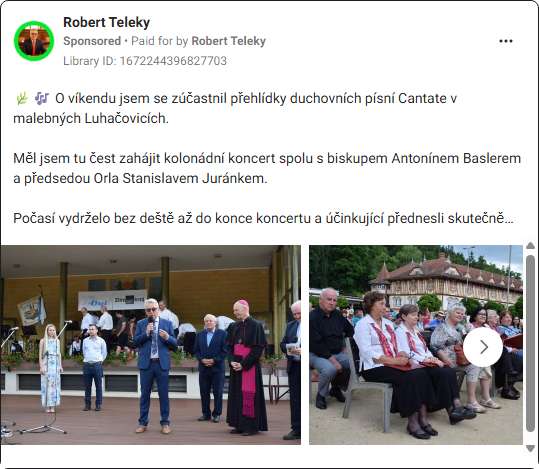 Robert Teleky
Sponsored • Paid for by Robert Teleky
Library ID: 1672244396827703
🌿 🎶 O víkendu jsem se zúčastnil přehlídky duchovních písní Cantate v
malebných Luhačovicích.
Měl jsem tu čest zahájit kolonádní koncert spolu s biskupem Antonínem Baslerem
a předsedou Orla Stanislavem Juránkem.
Počasí vydrželo bez deště až do konce koncertu a účinkující přednesli skutečně...